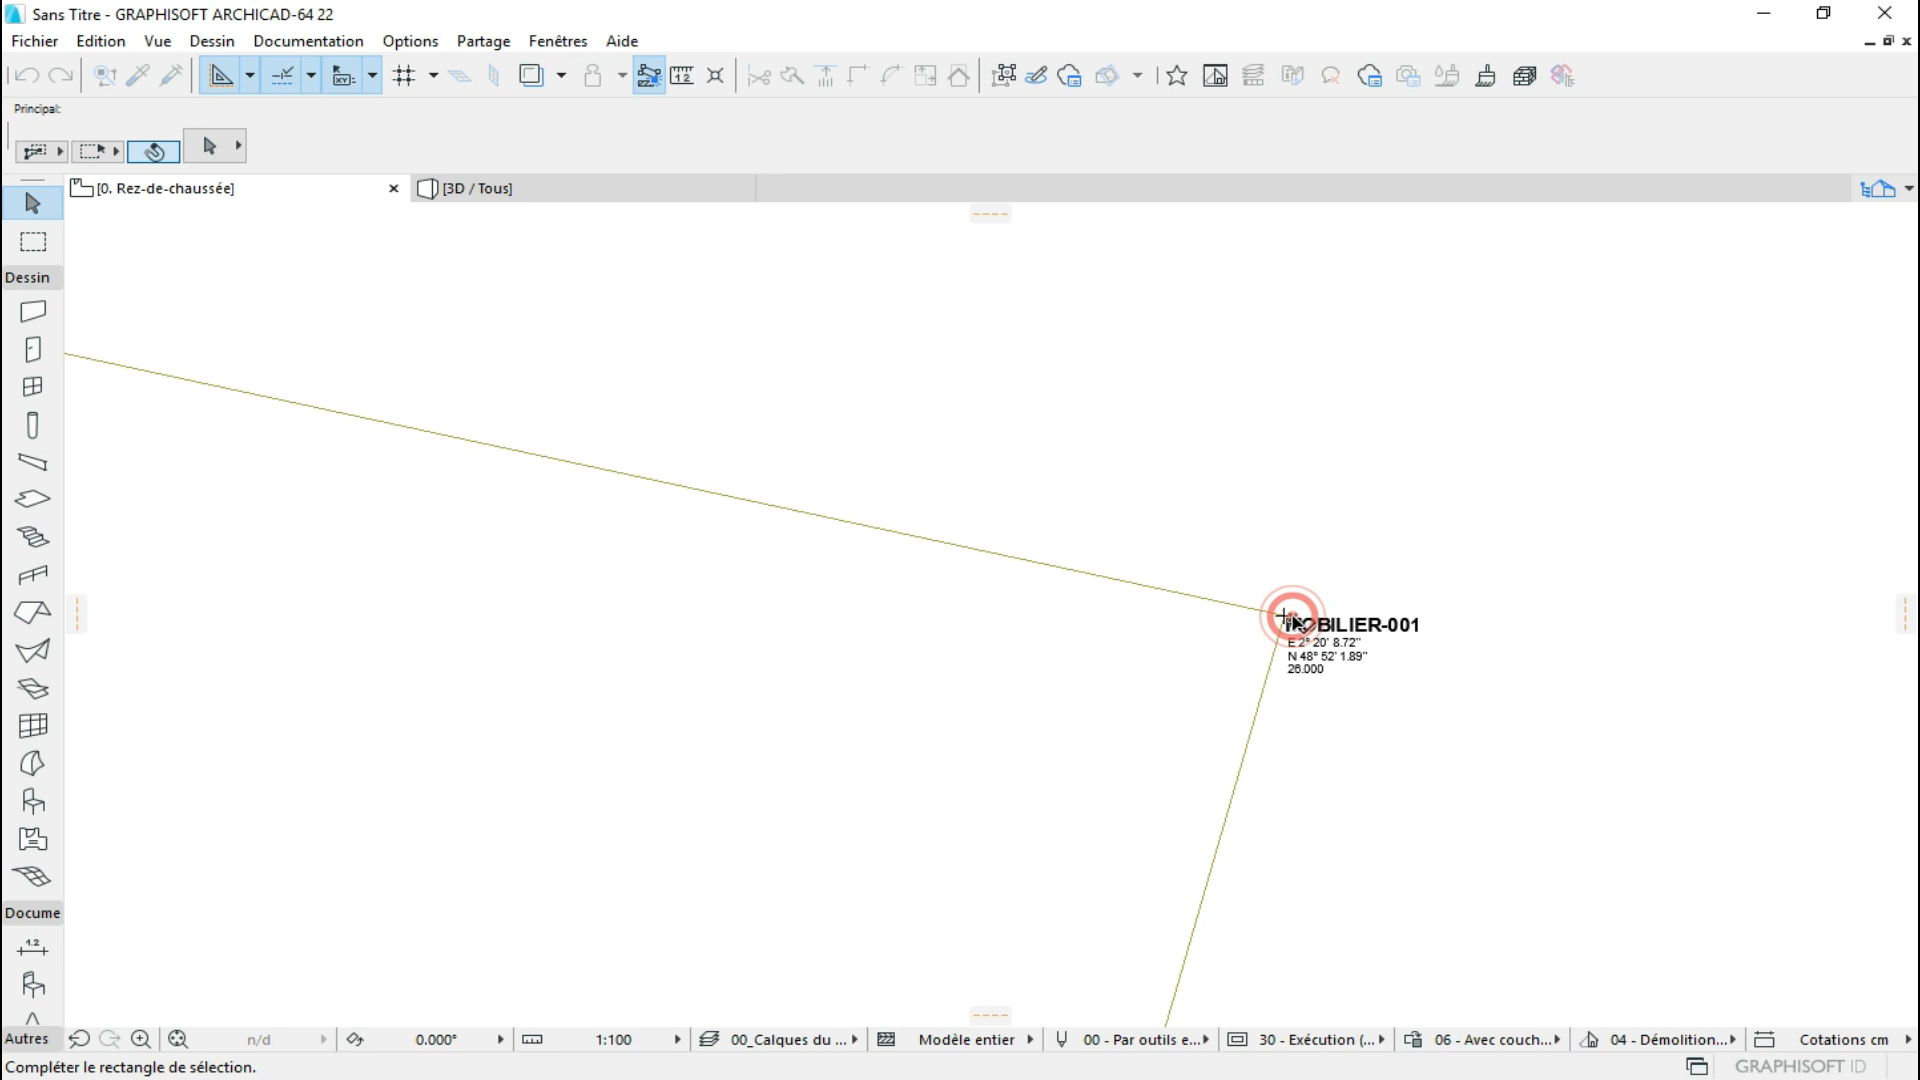 Sans Titre - GRAPHISOFT ARCHICAD-64 22
Fichier Edition Vue Dessin Documentation Options Partage Fenêtres Aide
Principal:
[0. Rez-de-chaussée] [3D / Tous]
Dessin
MOBILIER-001
E 2° 20' 8.72"
N 48° 52' 1.89"
26.000
Docume
1.2
Autres n/d 0.000° 1:100 00_Calques du ... Modèle entier 00 - Par outils e... 30 - Exécution (... 06 - Avec couch... 04 - Démolition... Cotations cm
Compléter le rectangle de sélection. GRAPHISOFT ID